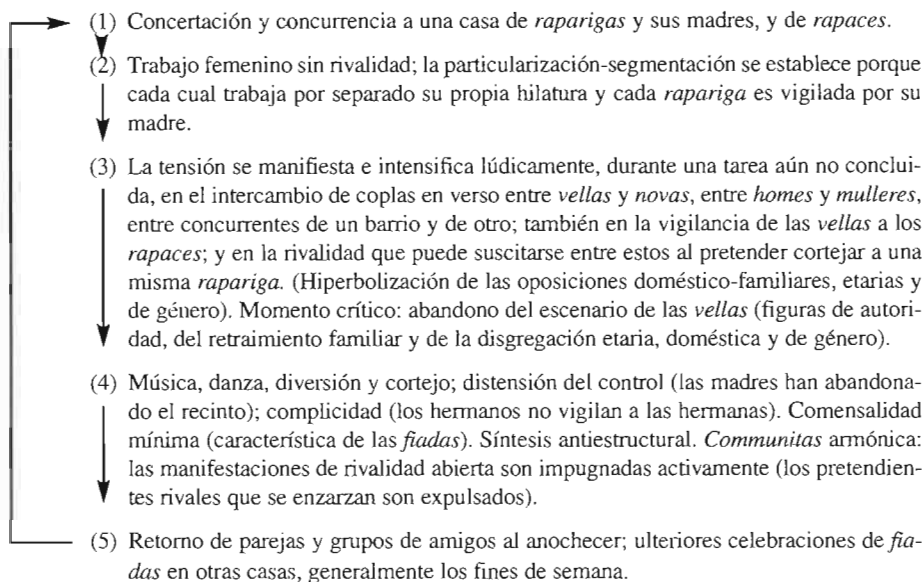 (1) Concertación y concurrencia a una casa de raparigas y sus madres, y de rapaces.
(2) Trabajo femenino sin rivalidad; la particularización-segmentación se establece porque
cada cual trabaja por separado su propia hilatura y cada rapariga es vigilada por su
madre.
(3) La tensión se manifiesta e intensifica lúdicamente, durante una tarea aún no conclui-
da, en el intercambio de coplas en verso entre vellas y novas, entre homes y mulleres,
entre concurrentes de un barrio y de otro; también en la vigilancia de las vellas a los
rapaces; y en la rivalidad que puede suscitarse entre estos al pretender cortejar a una
misma rapariga. (Hiperbolización de las oposiciones doméstico-familiares, etarias y
de género). Momento crítico: abandono del escenario de las vellas (figuras de autori-
dad, del retraimiento familiar y de la disgregación etaria, doméstica y de género).
(4) Música, danza, diversión y cortejo; distensión del control (las madres han abandona-
do el recinto); complicidad (los hermanos no vigilan a las hermanas). Comensalidad
mínima (característica de las fiadas). Síntesis antiestructural. Communitas armónica:
las manifestaciones de rivalidad abierta son impugnadas activamente (los pretendien-
tes rivales que se enzarzan son expulsados).
(5) Retorno de parejas y grupos de amigos al anochecer; ulteriores celebraciones de fia-
das en otras casas, generalmente los fines de semana.